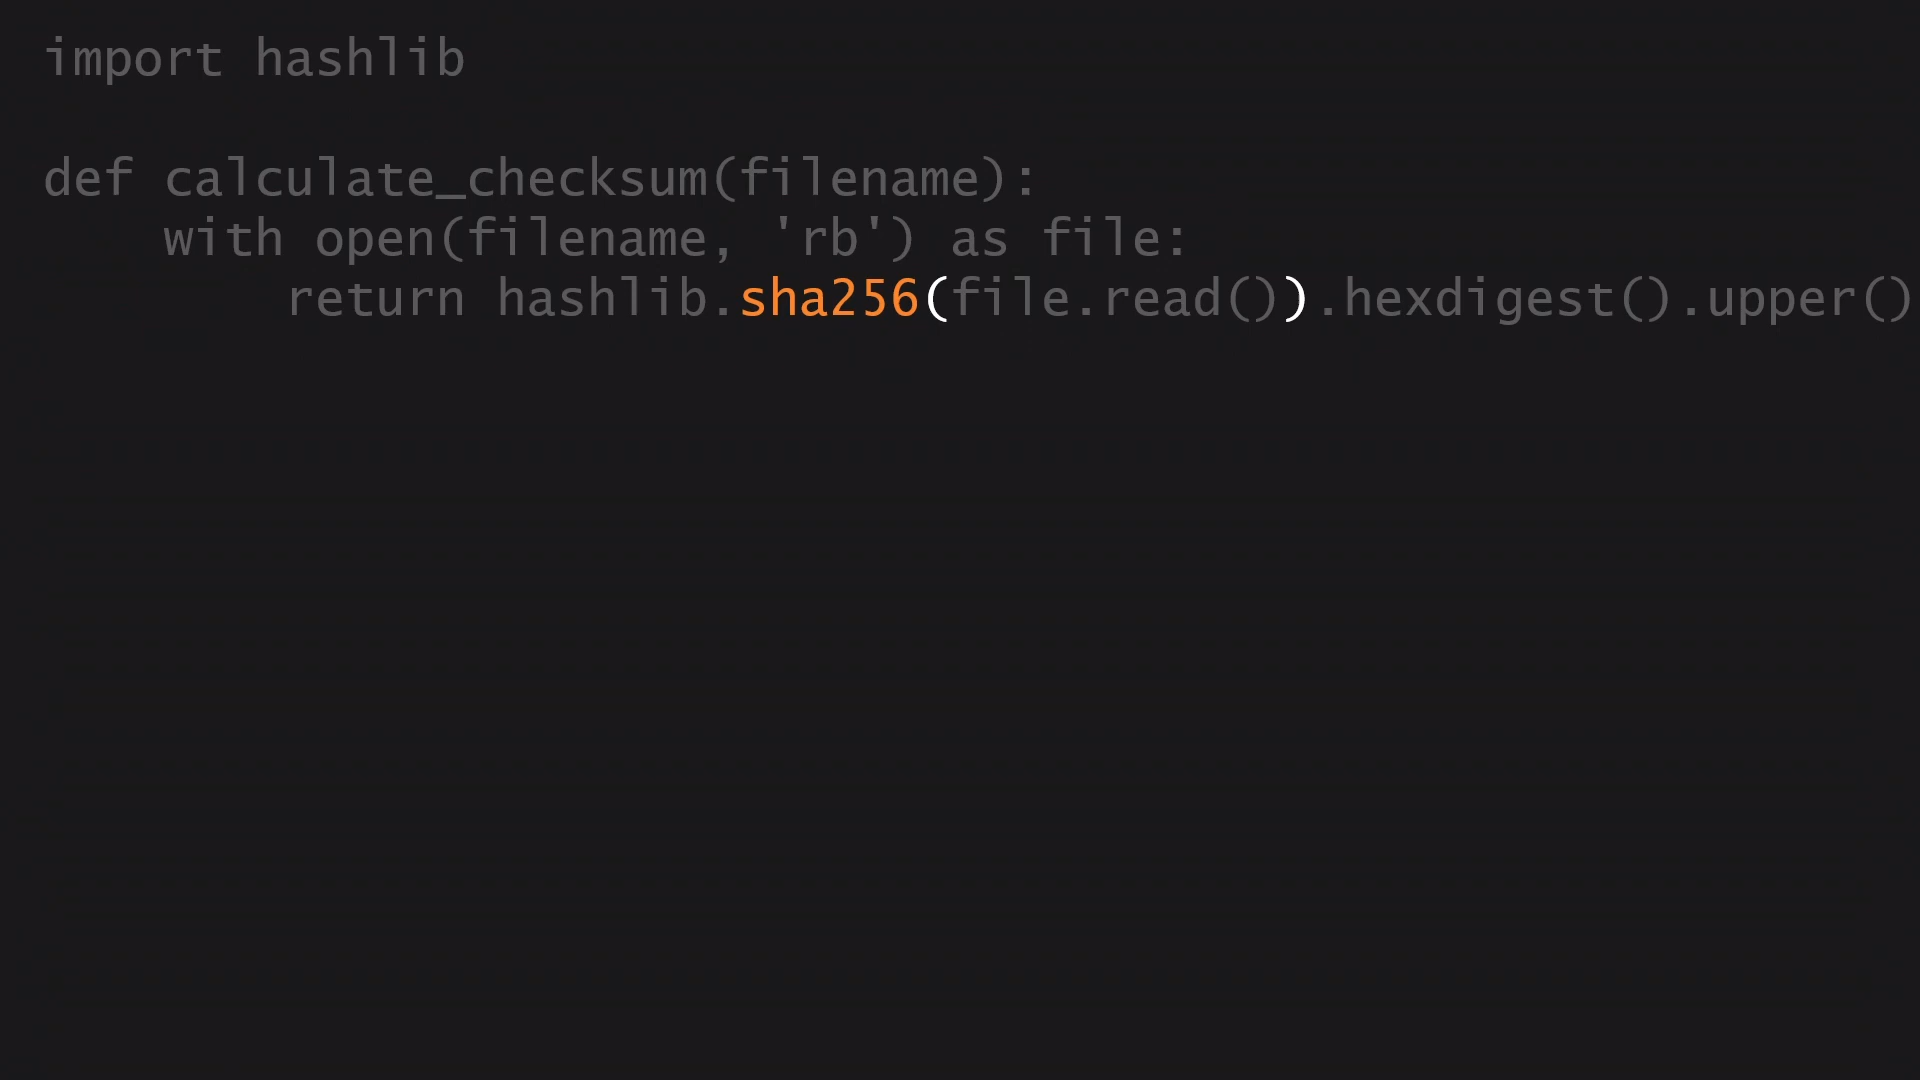 import hashlib

def calculate_checksum(filename):
    with open(filename, 'rb') as file:
        return hashlib.sha256(file.read()).hexdigest().upper()